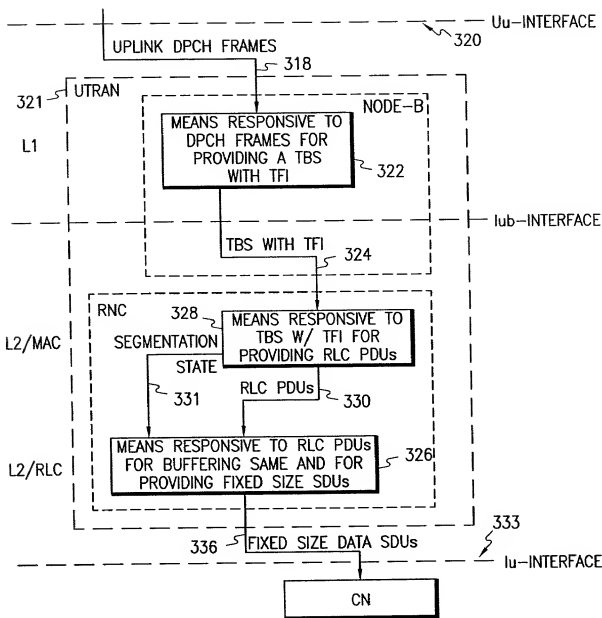 Uu-INTERFACE
320
UPLINK DPCH FRAMES
318
321
UTRAN
NODE-B
L1
MEANS RESPONSIVE TO
DPCH FRAMES FOR
PROVIDING A TBS
WITH TFI
322
Iub-INTERFACE
TBS WITH TFI
324
RNC
328
L2/MAC
SEGMENTATION
STATE
MEANS RESPONSIVE TO
TBS W/ TFI FOR
PROVIDING RLC PDUs
331
RLC PDUs
330
L2/RLC
MEANS RESPONSIVE TO RLC PDUs
FOR BUFFERING SAME AND FOR
PROVIDING FIXED SIZE SDUs
326
336
FIXED SIZE DATA SDUs
333
Iu-INTERFACE
CN